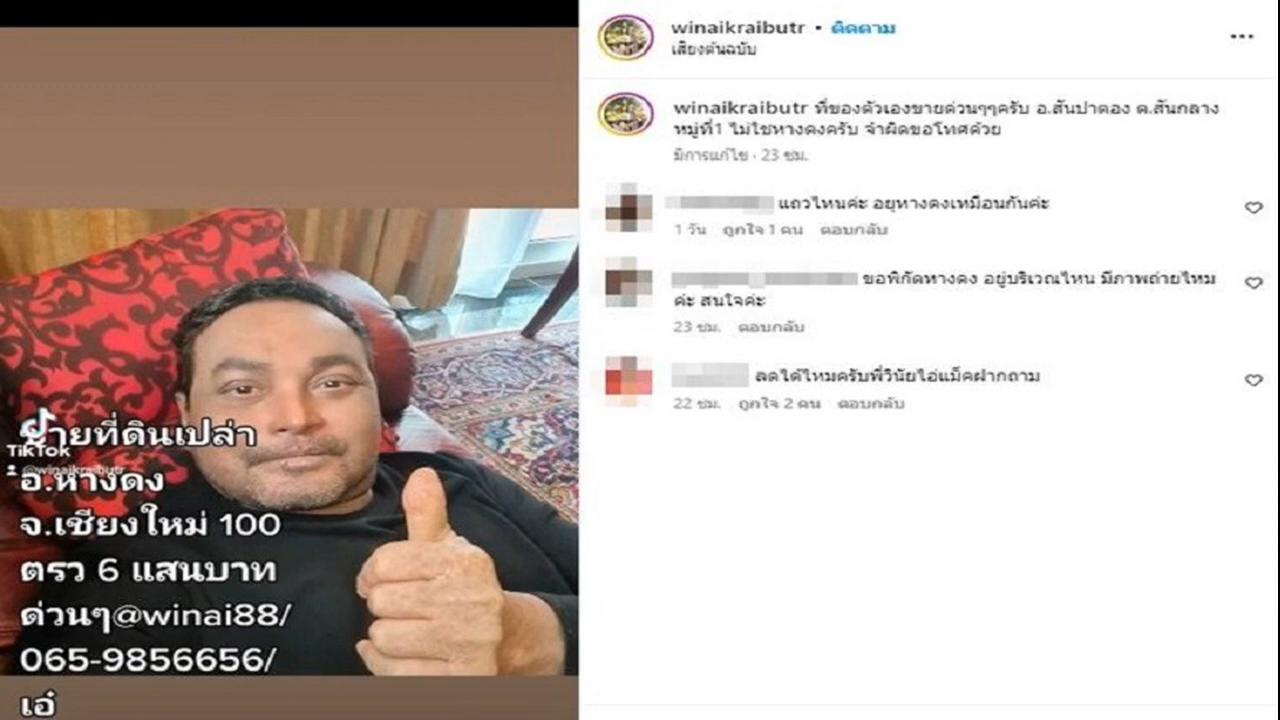 winaikraibutr • ติดตาม
เสียงต้นฉบับ
winaikraibutr ที่ของตัวเองขายด่วนๆๆครับ อ.สันป่าตอง ต.สันกลาง
หมู่ที่1 ไม่ใช่หางดงครับ จำผิดขอโทษด้วย
มีการแก้ไข · 23 ชม.
แถวไหนค่ะ อยุหางดงเหมือนกันค่ะ
1 วัน ถูกใจ 1 คน ตอบกลับ
ขอพิกัดหางดง อยู่บริเวณไหน มีภาพถ่ายไหม
ค่ะ สนใจค่ะ
23 ชม. ตอบกลับ
ลดได้ไหมครับพี่วินัยไอ่แม็คฝากถาม
22 ชม. ถูกใจ 2 คน ตอบกลับ
ขายที่ดินเปล่า
TikTok
@winaikraibutr
อ.หางดง
จ.เชียงใหม่ 100
ตรว 6 แสนบาท
ด่วนๆ@winai88/
065-9856656/
เอ๋